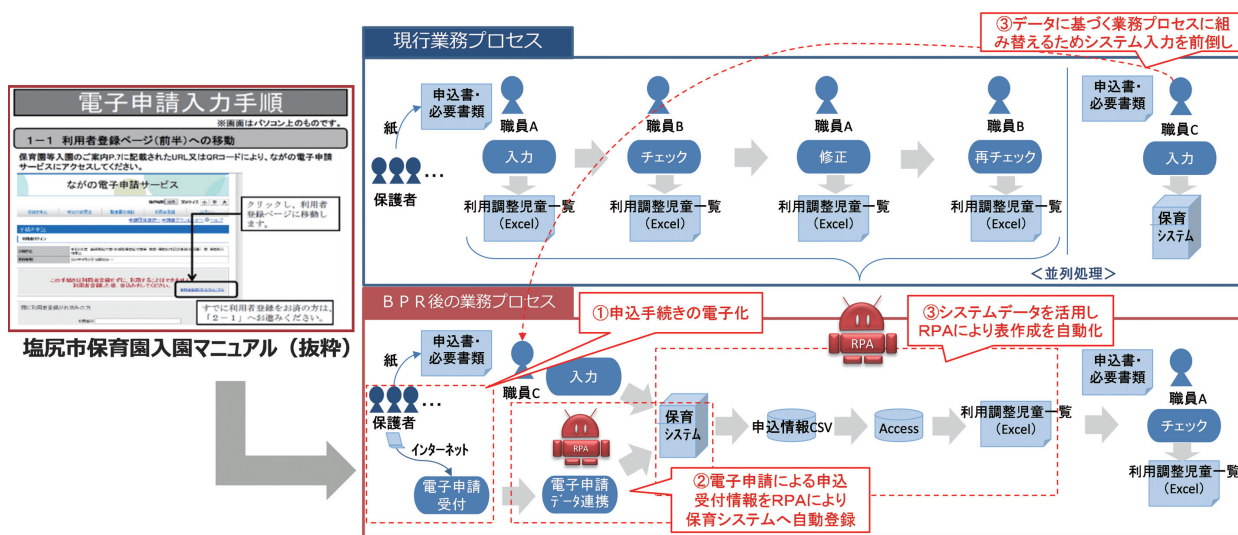 電子申請入力手順
※画面はパソコン上のものです。
1－1 利用者登録ページ(前半)への移動
保育園等入園のご案内P.7に記載されたURL又はQRコードにより、ながの電子申請
サービスにアクセスしてください。
ながの電子申請サービス
クリックし、利用者
登録ページに移動し
ます。
すでに利用者登録をお済の方は、
「2－1」へお進みください。
塩尻市保育園入園マニュアル（抜粋）
現行業務プロセス
③データに基づく業務プロセスに組
み替えるためシステム入力を前倒し
紙
申込書・
必要書類
保護者
…
職員A
入力
利用調整児童一覧
（Excel）
職員B
チェック
利用調整児童一覧
（Excel）
職員A
修正
利用調整児童一覧
（Excel）
職員B
再チェック
利用調整児童一覧
（Excel）
＜並列処理＞
申込書・
必要書類
職員C
入力
保育
システム
BPR後の業務プロセス
①申込手続きの電子化
③システムデータを活用し
RPAにより表作成を自動化
RPA
紙
申込書・
必要書類
保護者
…
インターネット
電子申請
受付
職員C
入力
RPA
電子申請
データ連携
保育
システム
申込情報CSV
Access
利用調整児童一覧
（Excel）
②電子申請による申込
受付情報をRPAにより
保育システムへ自動登録
申込書・
必要書類
職員A
チェック
利用調整児童一覧
（Excel）